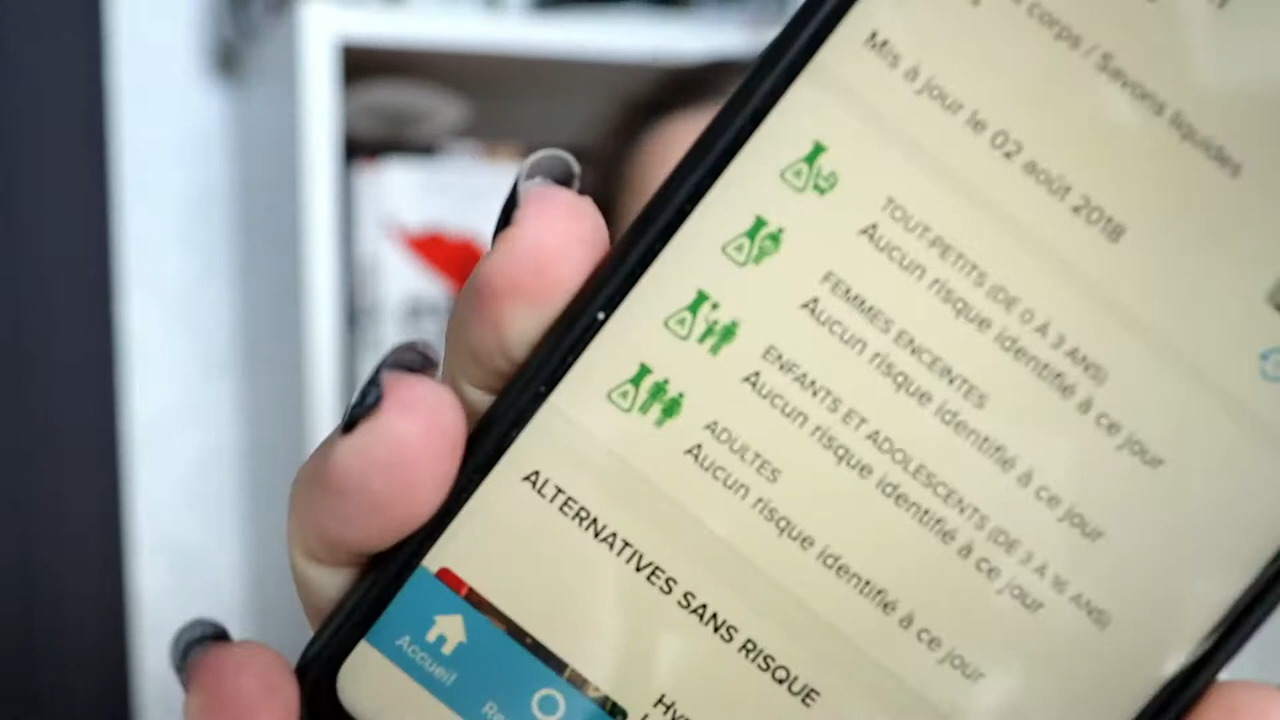 corps / Savons liquides
Mis à jour le 02 août 2018
TOUT-PETITS (DE 0 À 3 ANS)
Aucun risque identifié à ce jour
FEMMES ENCEINTES
Aucun risque identifié à ce jour
ENFANTS ET ADOLESCENTS (DE 3 À 16 ANS)
Aucun risque identifié à ce jour
ADULTES
Aucun risque identifié à ce jour
ALTERNATIVES SANS RISQUE
Accueil